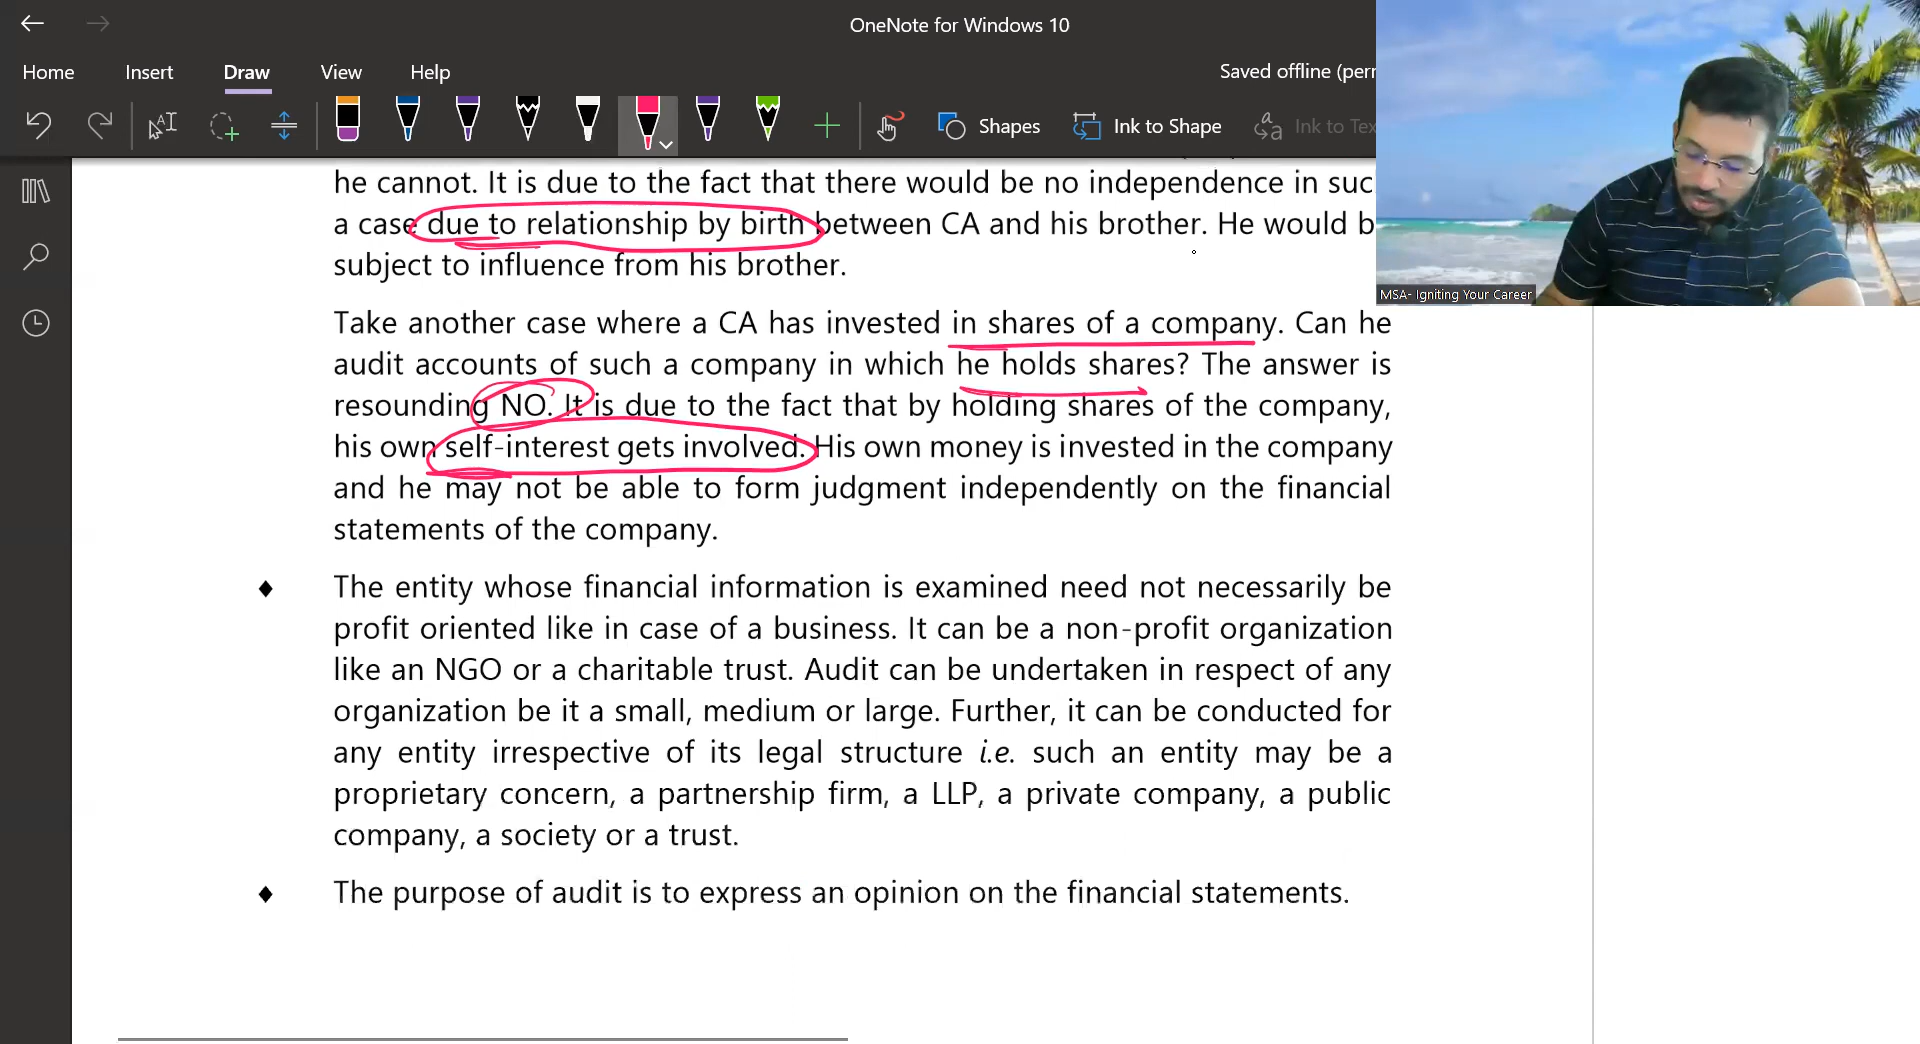 OneNote for Windows 10
Home Insert Draw View Help
Saved offline (per
Shapes Ink to Shape Ink to Tex
he cannot. It is due to the fact that there would be no independence in suc
a case due to relationship by birth between CA and his brother. He would b
subject to influence from his brother.
MSA- Igniting Your Career
Take another case where a CA has invested in shares of a company. Can he
audit accounts of such a company in which he holds shares? The answer is
resounding NO. It is due to the fact that by holding shares of the company,
his own self-interest gets involved. His own money is invested in the company
and he may not be able to form judgment independently on the financial
statements of the company.
♦ The entity whose financial information is examined need not necessarily be
profit oriented like in case of a business. It can be a non-profit organization
like an NGO or a charitable trust. Audit can be undertaken in respect of any
organization be it a small, medium or large. Further, it can be conducted for
any entity irrespective of its legal structure i.e. such an entity may be a
proprietary concern, a partnership firm, a LLP, a private company, a public
company, a society or a trust.
♦ The purpose of audit is to express an opinion on the financial statements.